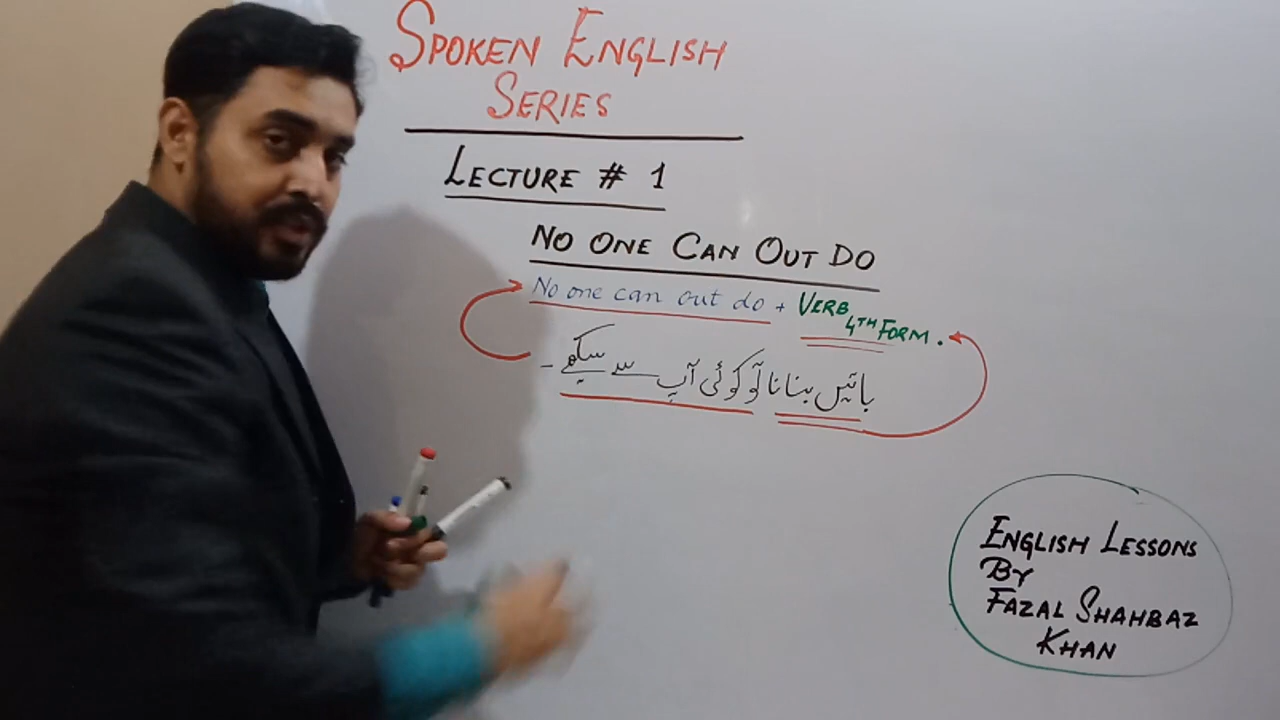 SPOKEN ENGLISH
SERIES
LECTURE # 1
NO ONE CAN OUT DO
No one can out do + VERB 4TH FORM.
باتیں بنانا تو کوئی آپ سے سیکھے ۔
ENGLISH LESSONS
BY
FAZAL SHAHBAZ
KHAN